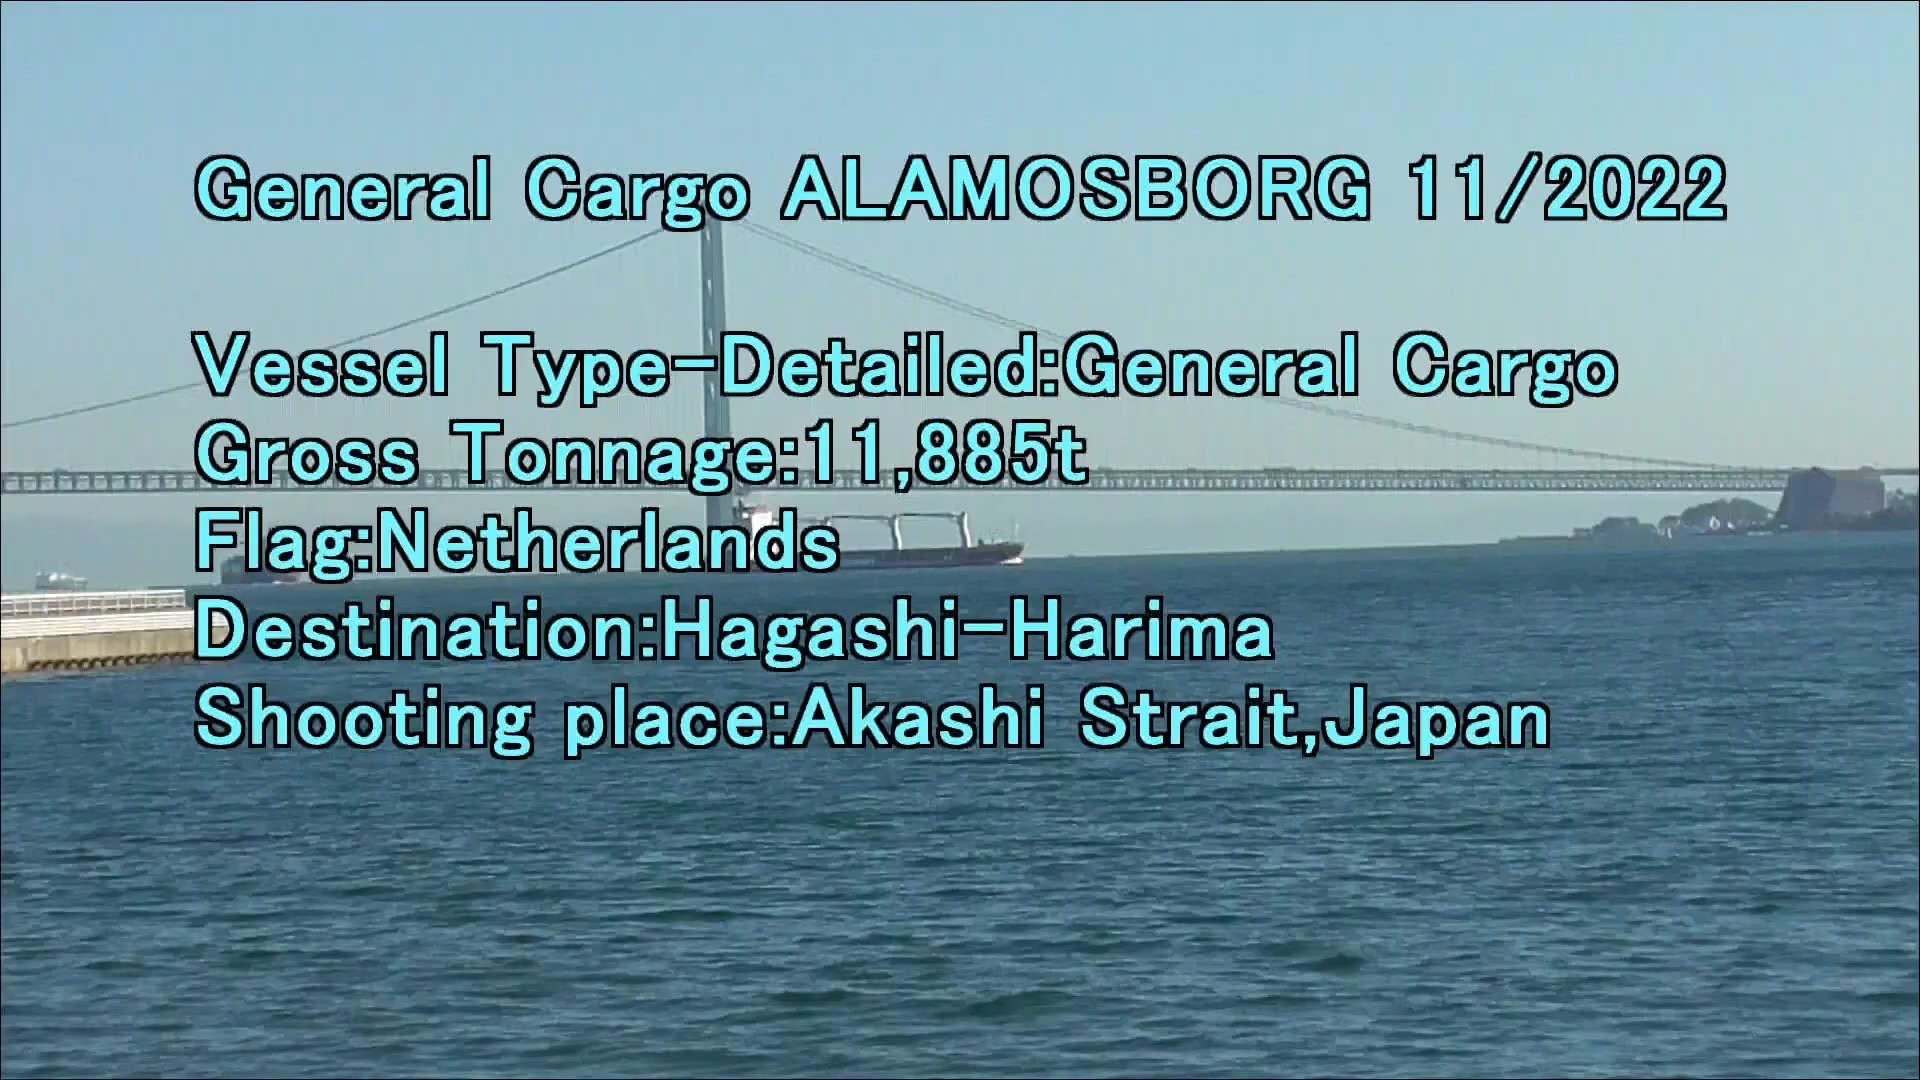 General Cargo ALAMOSBORG 11/2022
Vessel Type-Detailed:General Cargo
Gross Tonnage:11,885t
Flag:Netherlands
Destination:Hagashi-Harima
Shooting place:Akashi Strait,Japan